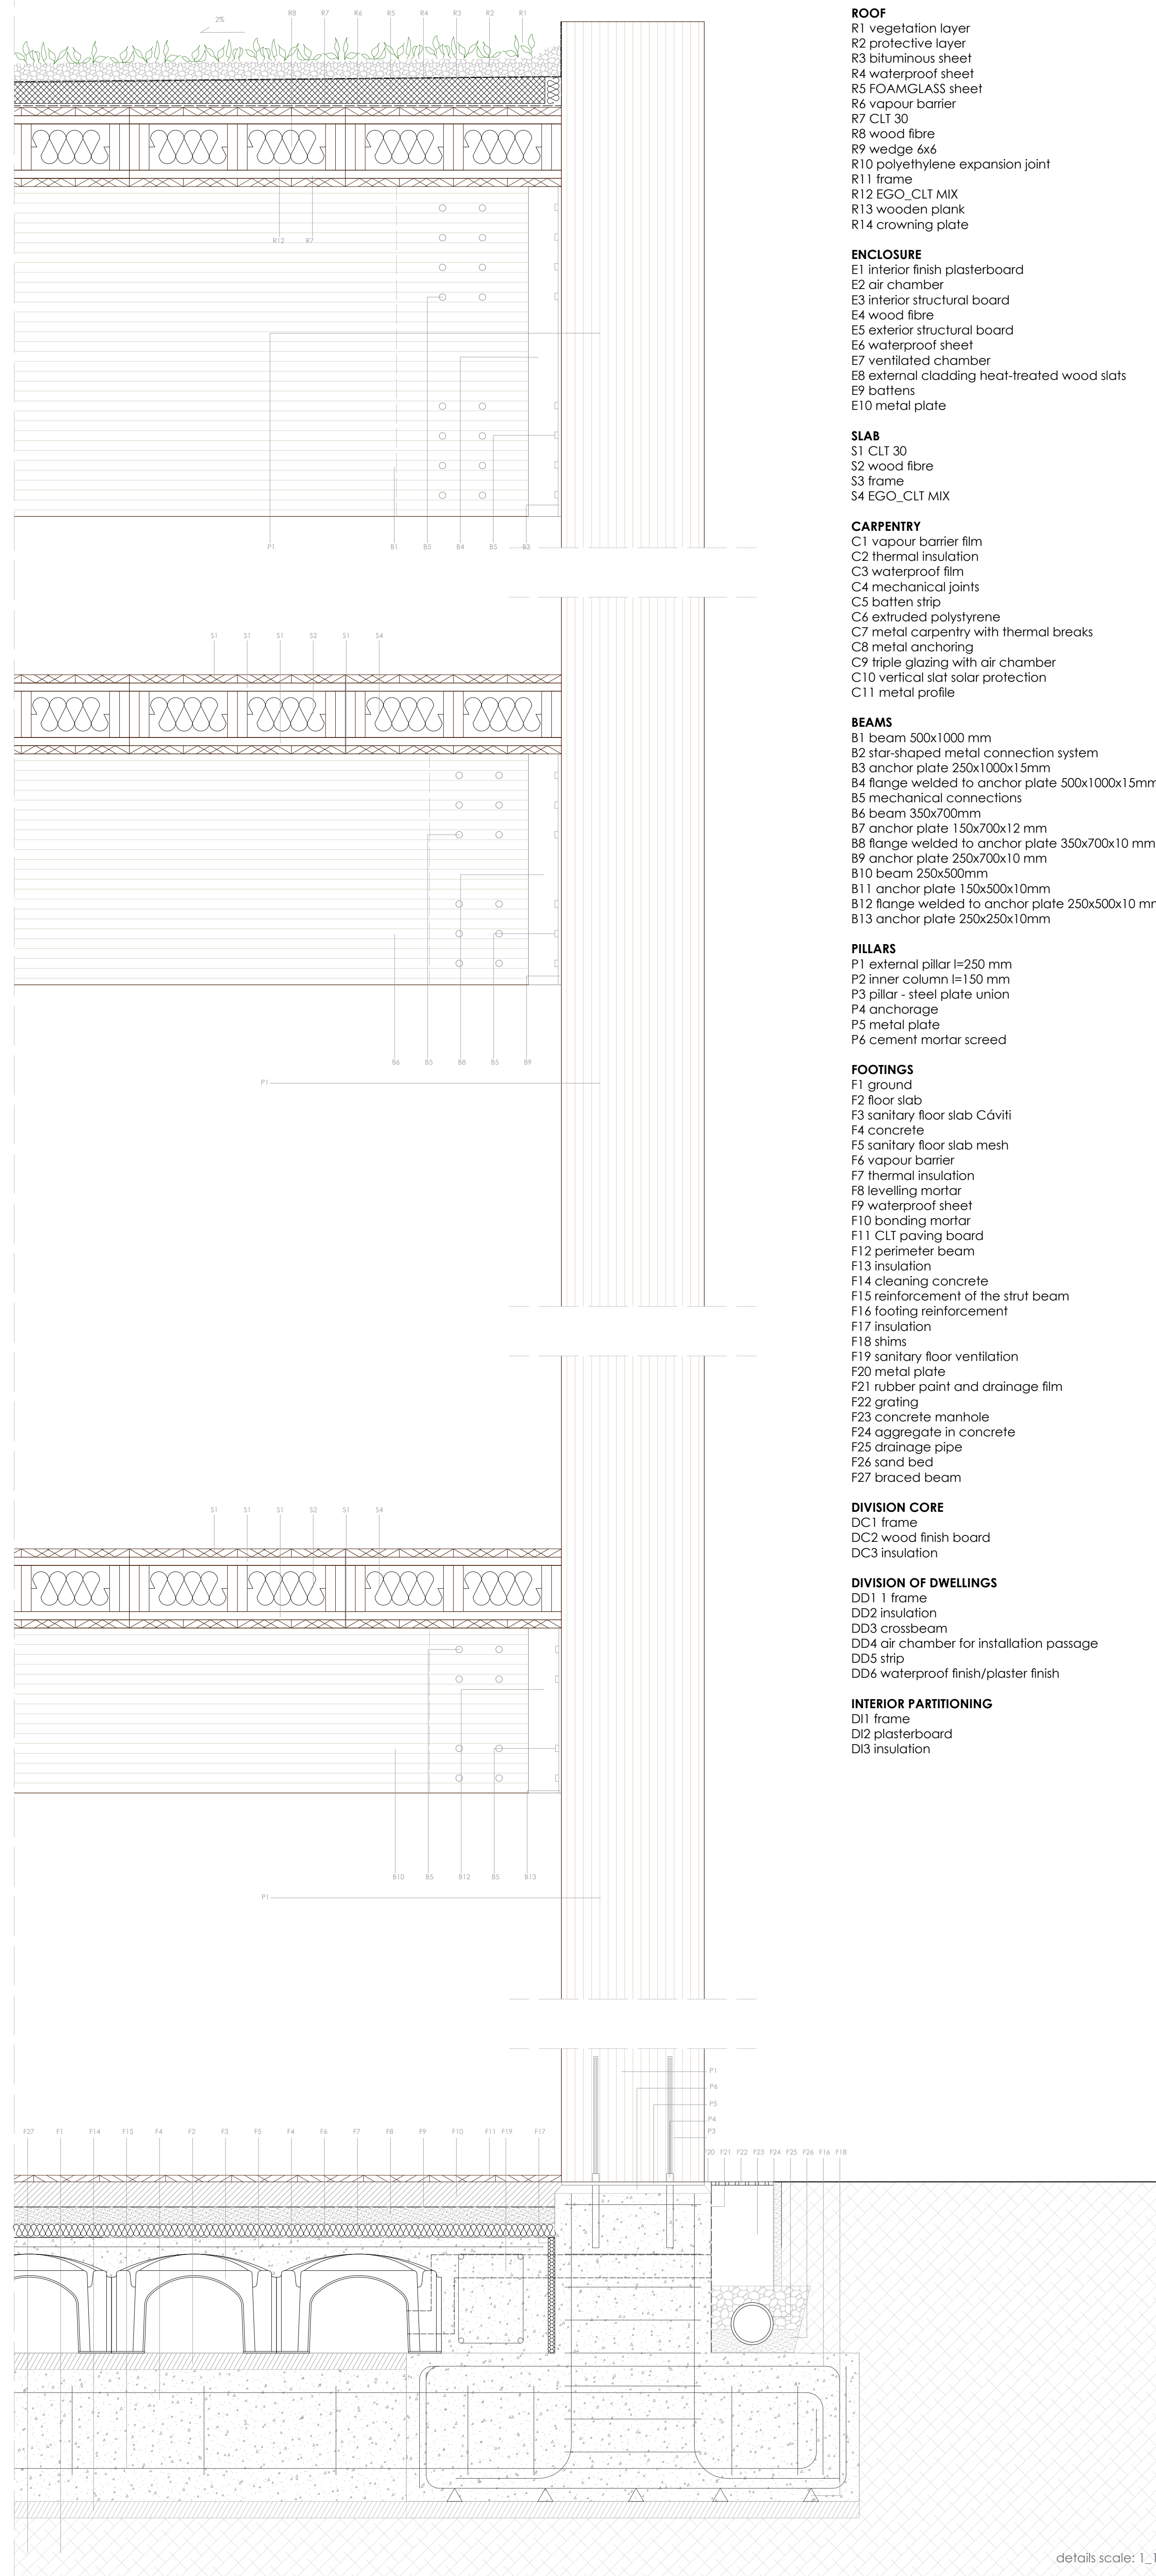 2%
R8 R7 R6 R5 R4 R3 R2 R1
R12 R7
P1 B1 B5 B4 B5 B3
S1 S1 S1 S2 S1 S4
B6 B5 B8 B5 B9
P1
S1 S1 S1 S2 S1 S4
B10 B5 B12 B5 B13
P1
P1
P6
P5
P4
P3
F27 F1 F14 F15 F4 F2 F3 F5 F4 F6 F7 F8 F9 F10 F11 F19 F17
F20 F21 F22 F23 F24 F25 F26 F16 F18
ROOF
R1 vegetation layer
R2 protective layer
R3 bituminous sheet
R4 waterproof sheet
R5 FOAMGLASS sheet
R6 vapour barrier
R7 CLT 30
R8 wood fibre
R9 wedge 6x6
R10 polyethylene expansion joint
R11 frame
R12 EGO_CLT MIX
R13 wooden plank
R14 crowning plate
ENCLOSURE
E1 interior finish plasterboard
E2 air chamber
E3 interior structural board
E4 wood fibre
E5 exterior structural board
E6 waterproof sheet
E7 ventilated chamber
E8 external cladding heat-treated wood slats
E9 battens
E10 metal plate
SLAB
S1 CLT 30
S2 wood fibre
S3 frame
S4 EGO_CLT MIX
CARPENTRY
C1 vapour barrier film
C2 thermal insulation
C3 waterproof film
C4 mechanical joints
C5 batten strip
C6 extruded polystyrene
C7 metal carpentry with thermal breaks
C8 metal anchoring
C9 triple glazing with air chamber
C10 vertical slat solar protection
C11 metal profile
BEAMS
B1 beam 500x1000 mm
B2 star-shaped metal connection system
B3 anchor plate 250x1000x15mm
B4 flange welded to anchor plate 500x1000x15mm
B5 mechanical connections
B6 beam 350x700mm
B7 anchor plate 150x700x12 mm
B8 flange welded to anchor plate 350x700x10 mm
B9 anchor plate 250x700x10 mm
B10 beam 250x500mm
B11 anchor plate 150x500x10mm
B12 flange welded to anchor plate 250x500x10 m
B13 anchor plate 250x250x10mm
PILLARS
P1 external pillar l=250 mm
P2 inner column l=150 mm
P3 pillar - steel plate union
P4 anchorage
P5 metal plate
P6 cement mortar screed
FOOTINGS
F1 ground
F2 floor slab
F3 sanitary floor slab Cáviti
F4 concrete
F5 sanitary floor slab mesh
F6 vapour barrier
F7 thermal insulation
F8 levelling mortar
F9 waterproof sheet
F10 bonding mortar
F11 CLT paving board
F12 perimeter beam
F13 insulation
F14 cleaning concrete
F15 reinforcement of the strut beam
F16 footing reinforcement
F17 insulation
F18 shims
F19 sanitary floor ventilation
F20 metal plate
F21 rubber paint and drainage film
F22 grating
F23 concrete manhole
F24 aggregate in concrete
F25 drainage pipe
F26 sand bed
F27 braced beam
DIVISION CORE
DC1 frame
DC2 wood finish board
DC3 insulation
DIVISION OF DWELLINGS
DD1 1 frame
DD2 insulation
DD3 crossbeam
DD4 air chamber for installation passage
DD5 strip
DD6 waterproof finish/plaster finish
INTERIOR PARTITIONING
DI1 frame
DI2 plasterboard
DI3 insulation
details scale: 1_1